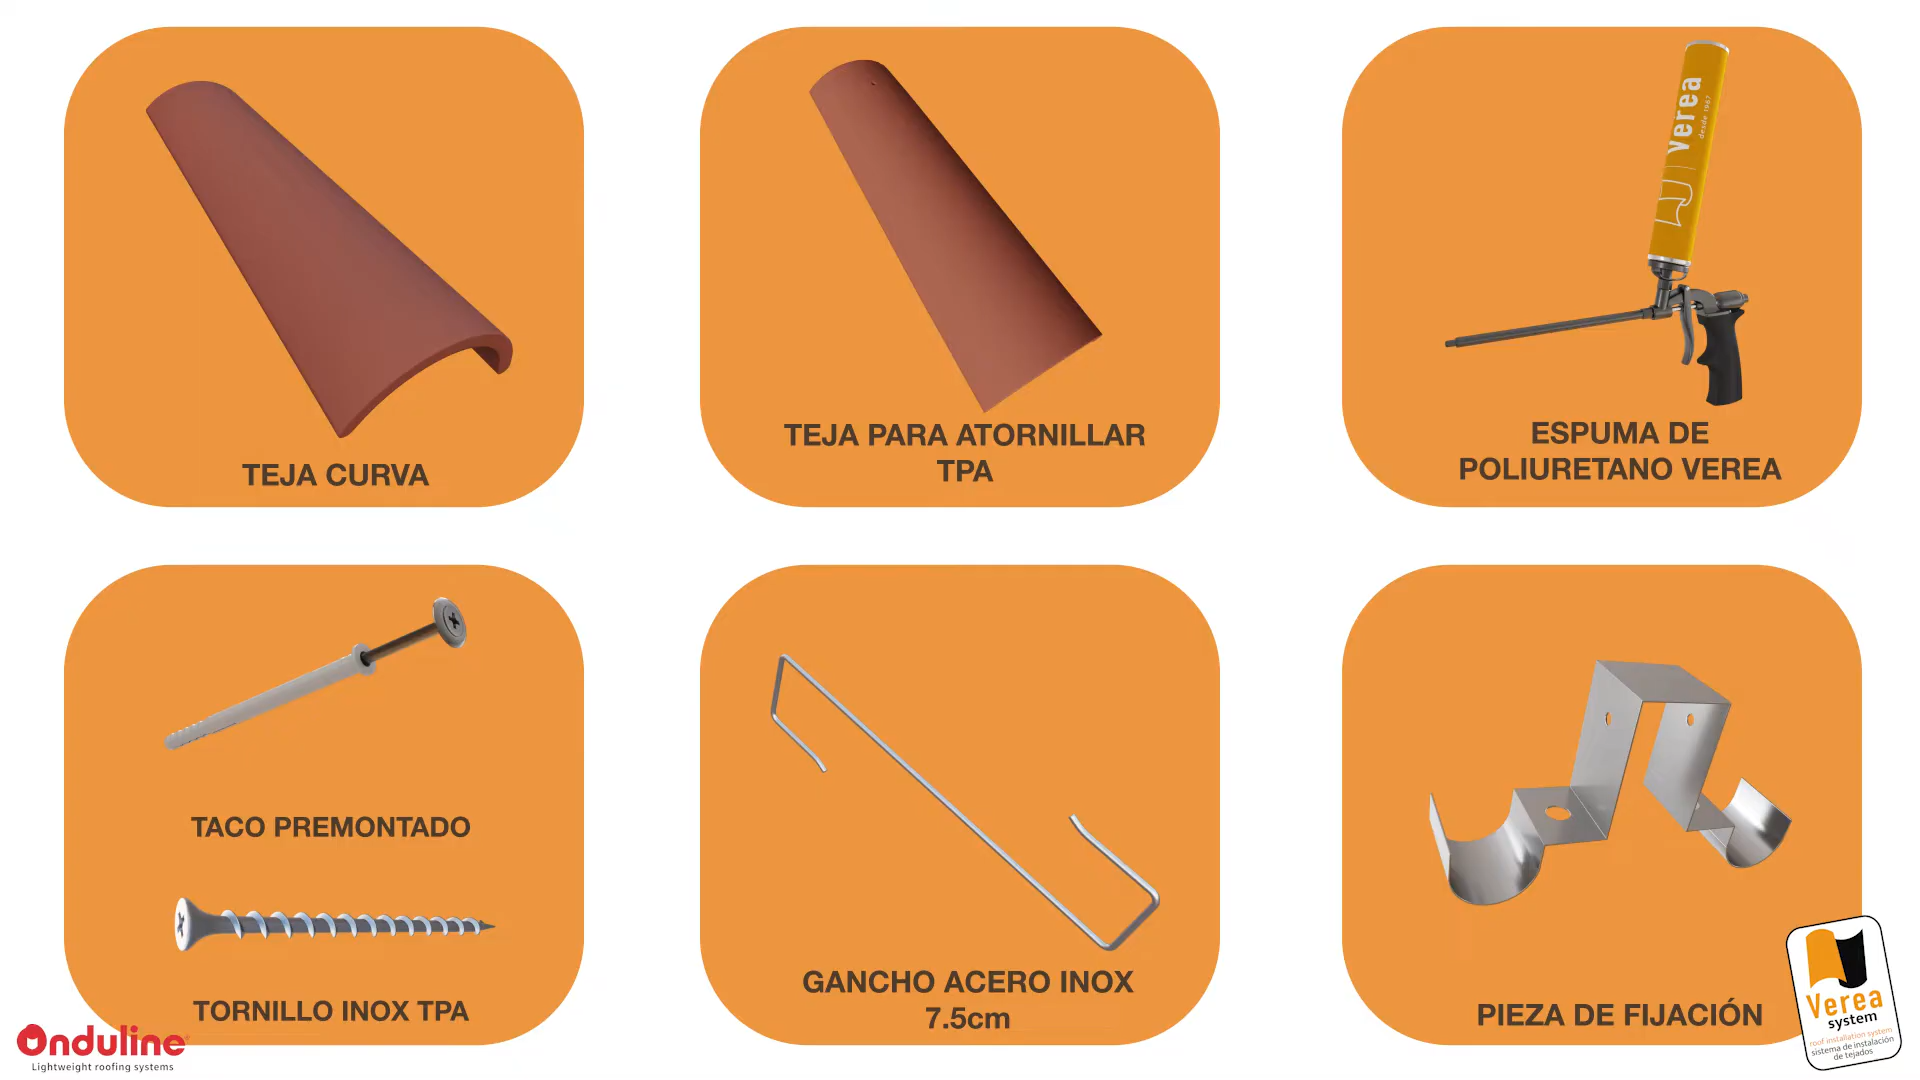 TEJA CURVA
TEJA PARA ATORNILLAR
TPA
verea
desde 1967
ESPUMA DE
POLIURETANO VEREA
TACO PREMONTADO
TORNILLO INOX TPA
GANCHO ACERO INOX
7.5cm
PIEZA DE FIJACIÓN
Onduline
Lightweight roofing systems
Verea
system
roof installation system
sistema de instalación
de tejados